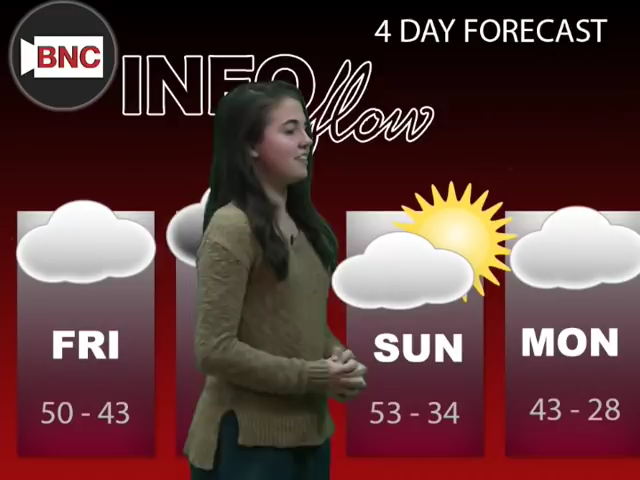 4 DAY FORECAST
BNC
INFO
flow
FRI
SUN
MON
50 - 43
53 - 34
43 - 28